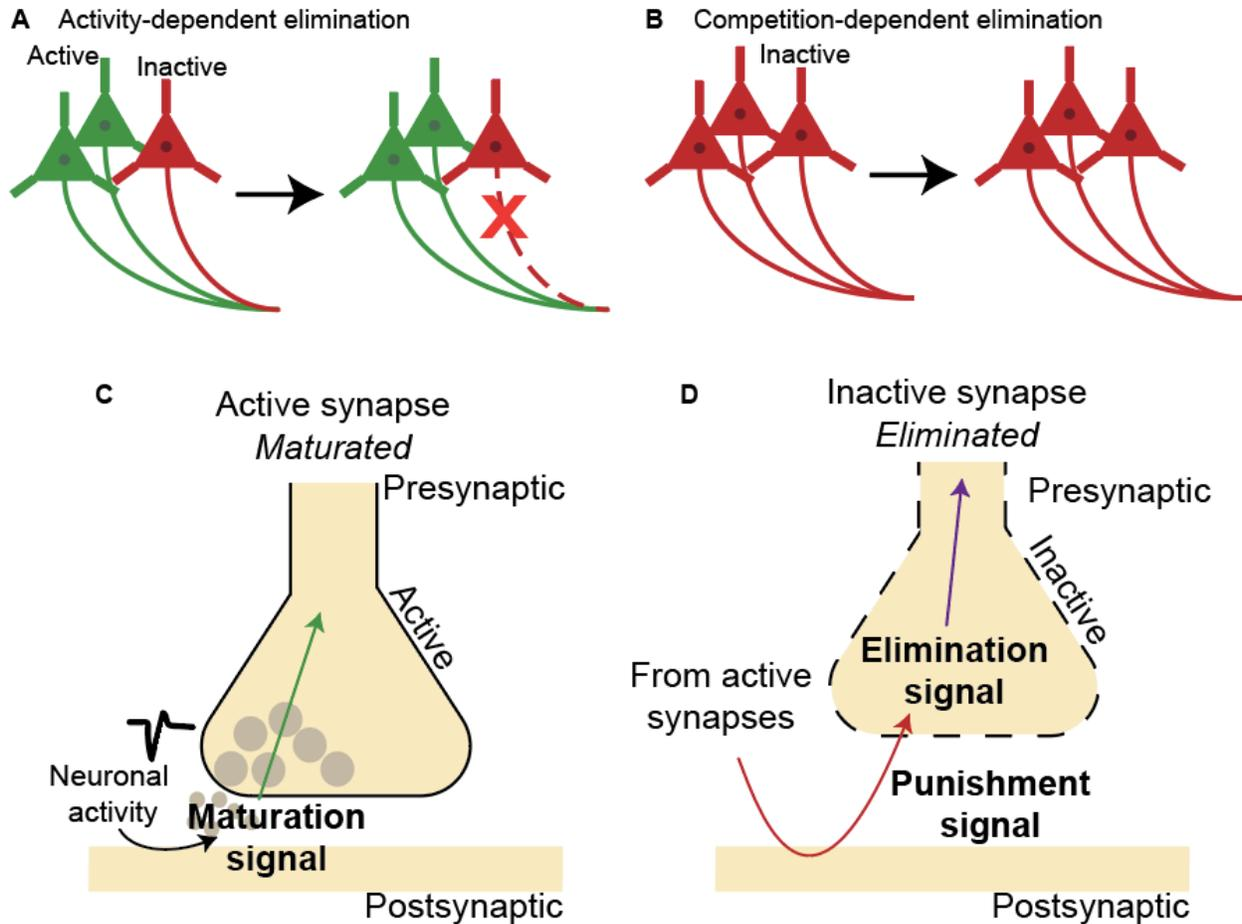 A Activity-dependent elimination
Active
Inactive
X
B Competition-dependent elimination
Inactive
C
Active synapse
Maturated
Presynaptic
Active
Neuronal
activity
Maturation
signal
Postsynaptic
D
Inactive synapse
Eliminated
Presynaptic
Inactive
Elimination
signal
From active
synapses
Punishment
signal
Postsynaptic